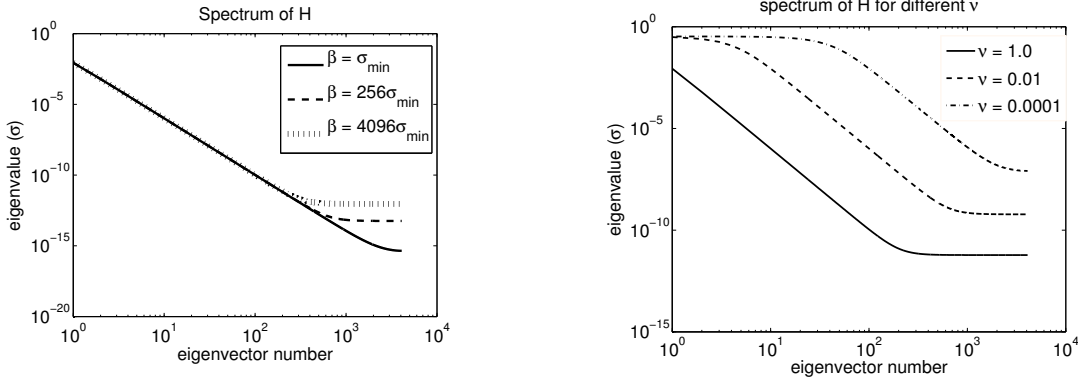 Spectrum of H
10^0
10^-5
10^-10
10^-15
10^-20
eigenvalue (σ)
β = σ_min
β = 256σ_min
β = 4096σ_min
10^0 10^1 10^2 10^3 10^4
eigenvector number
spectrum of H for different ν
10^0
10^-5
10^-10
10^-15
eigenvalue (σ)
ν = 1.0
ν = 0.01
ν = 0.0001
10^0 10^1 10^2 10^3 10^4
eigenvector number